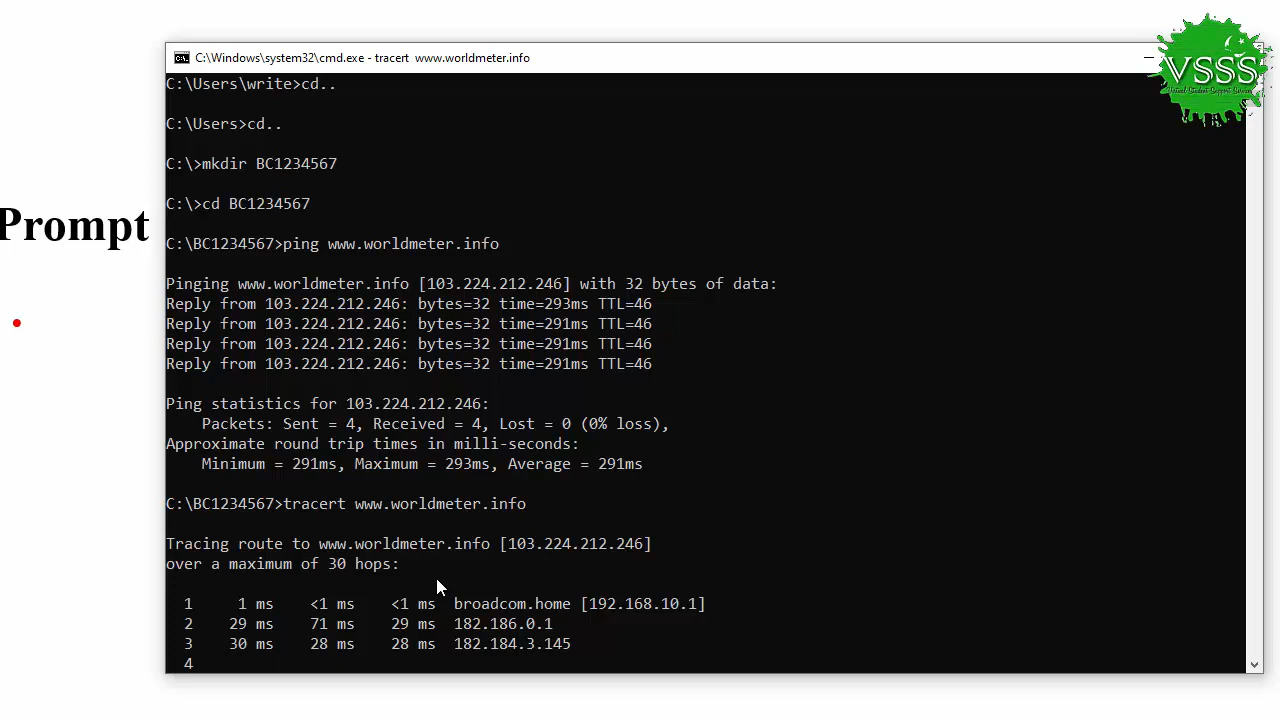 C:\Windows\system32\cmd.exe - tracert  www.worldmeter.info
VSSS
Virtual Student Support Services
C:\Users\write>cd..
C:\Users>cd..
C:\>mkdir BC1234567
C:\>cd BC1234567
Prompt
C:\BC1234567>ping www.worldmeter.info
Pinging www.worldmeter.info [103.224.212.246] with 32 bytes of data:
Reply from 103.224.212.246: bytes=32 time=293ms TTL=46
Reply from 103.224.212.246: bytes=32 time=291ms TTL=46
Reply from 103.224.212.246: bytes=32 time=291ms TTL=46
Reply from 103.224.212.246: bytes=32 time=291ms TTL=46
Ping statistics for 103.224.212.246:
    Packets: Sent = 4, Received = 4, Lost = 0 (0% loss),
Approximate round trip times in milli-seconds:
    Minimum = 291ms, Maximum = 293ms, Average = 291ms
C:\BC1234567>tracert www.worldmeter.info
Tracing route to www.worldmeter.info [103.224.212.246]
over a maximum of 30 hops:
  1     1 ms    <1 ms    <1 ms  broadcom.home [192.168.10.1]
  2    29 ms    71 ms    29 ms  182.186.0.1
  3    30 ms    28 ms    28 ms  182.184.3.145
  4